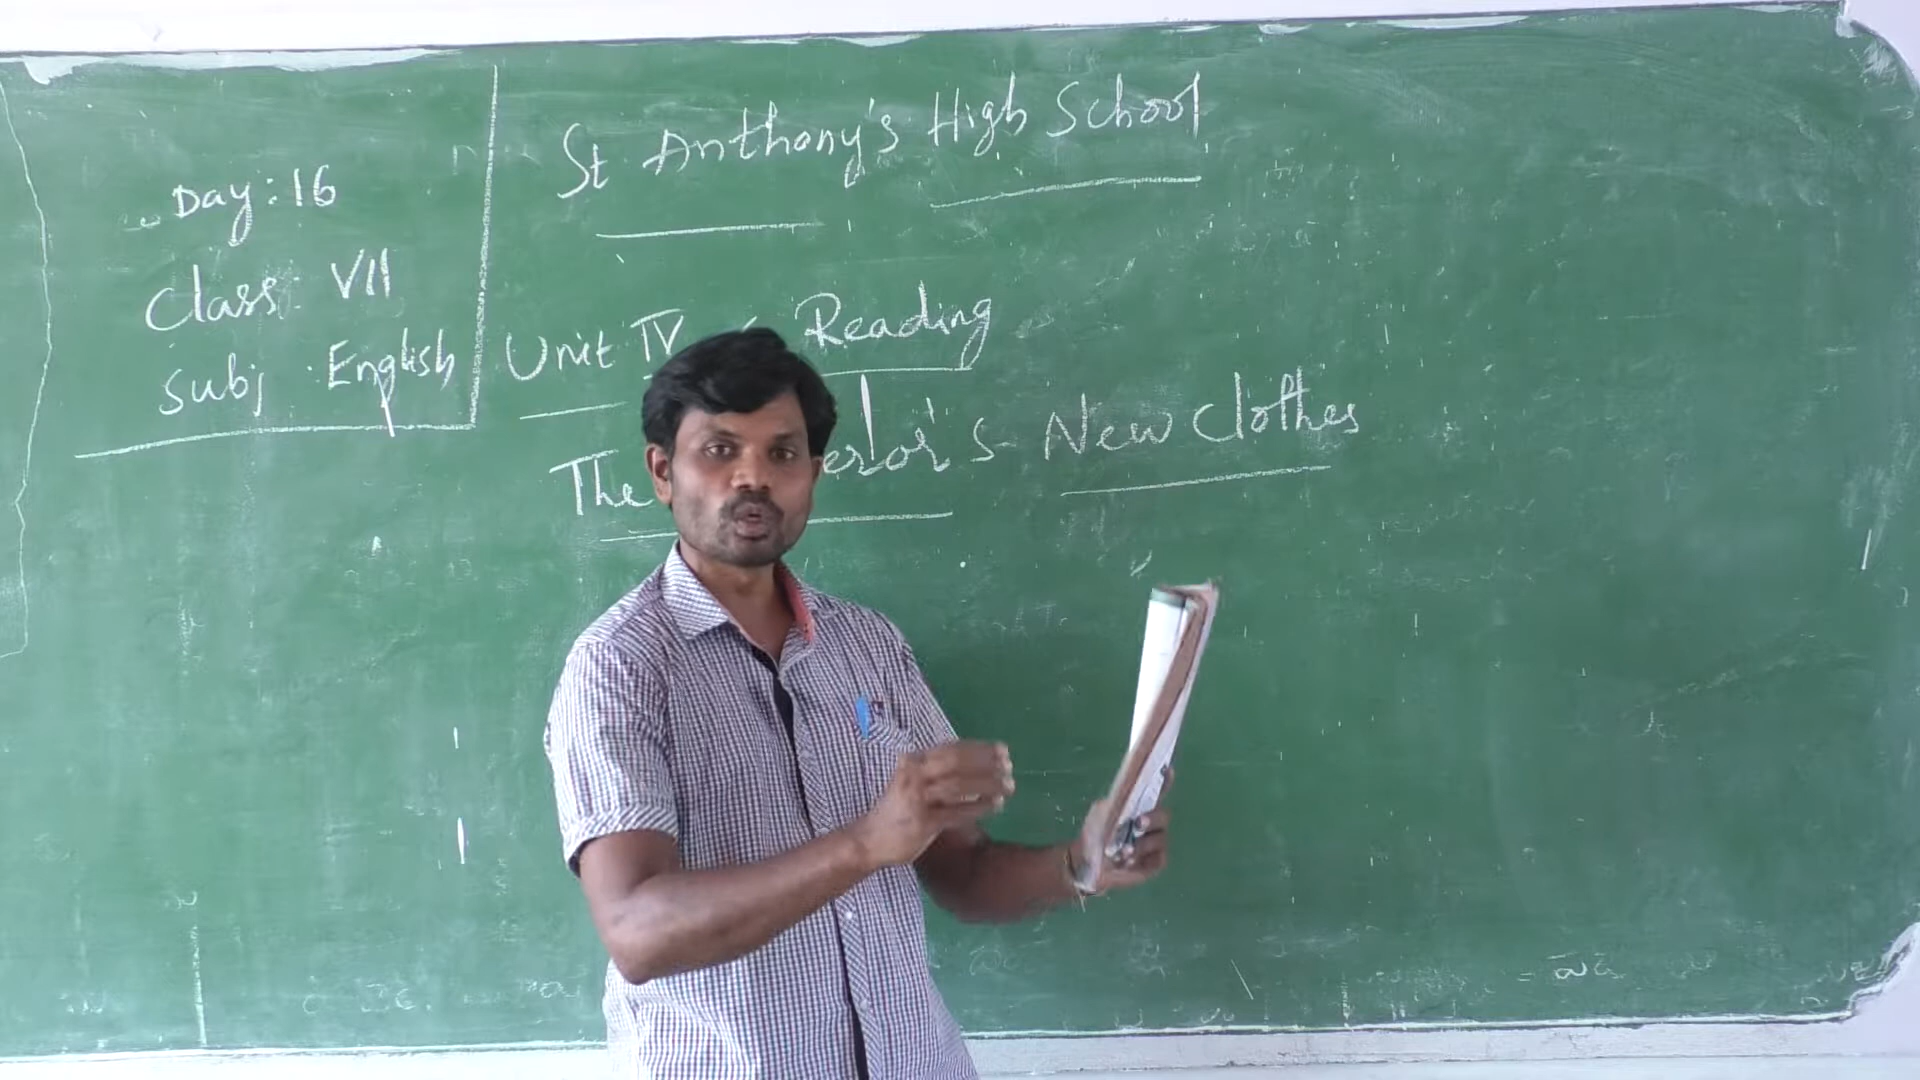 Day: 16
Class: VII
Subj: English
St Anthony's High School
Unit IV Reading
The eror's New Clothes